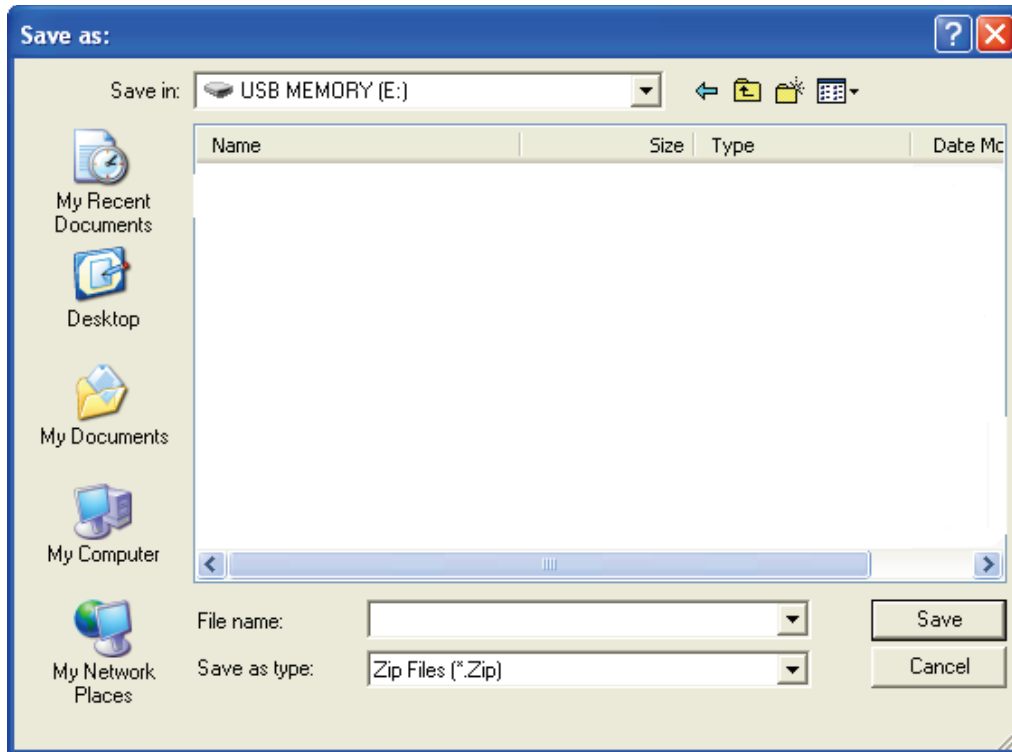 Save as:
Save in: USB MEMORY (E:)
Name Size Type Date Mo
My Recent
Documents
Desktop
My Documents
My Computer
My Network
Places
File name:
Save
Save as type: Zip Files (*.Zip)
Cancel